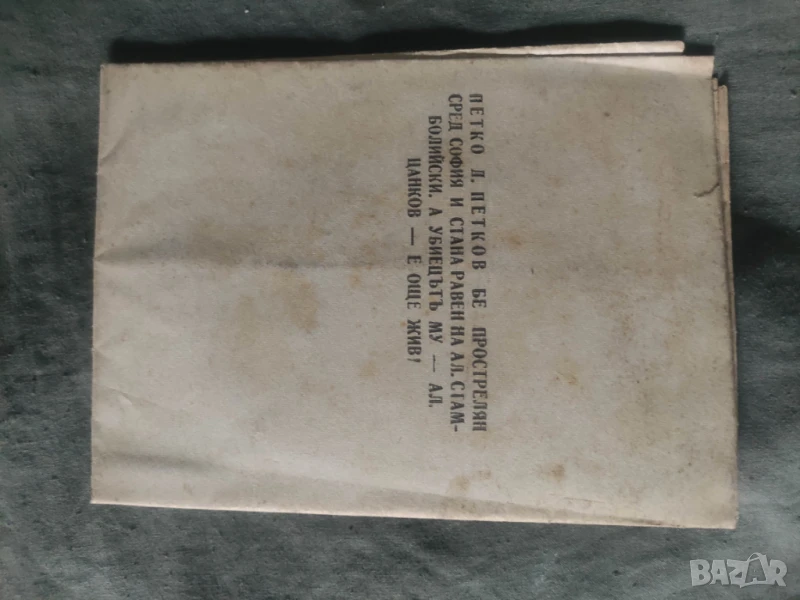 ПЕТКО Л. ПЕТКОВ БЕ ПРОСТРЕЛЯН
СРЕД СОФИЯ И СТАНА РАВЕН НА АЛ. СТАМ-
БОЛИЙСКИ. А УБИЕЦЪТЪ МУ — АЛ.
ЦАНКОВ — Е ОЩЕ ЖИВ!
BAZAR